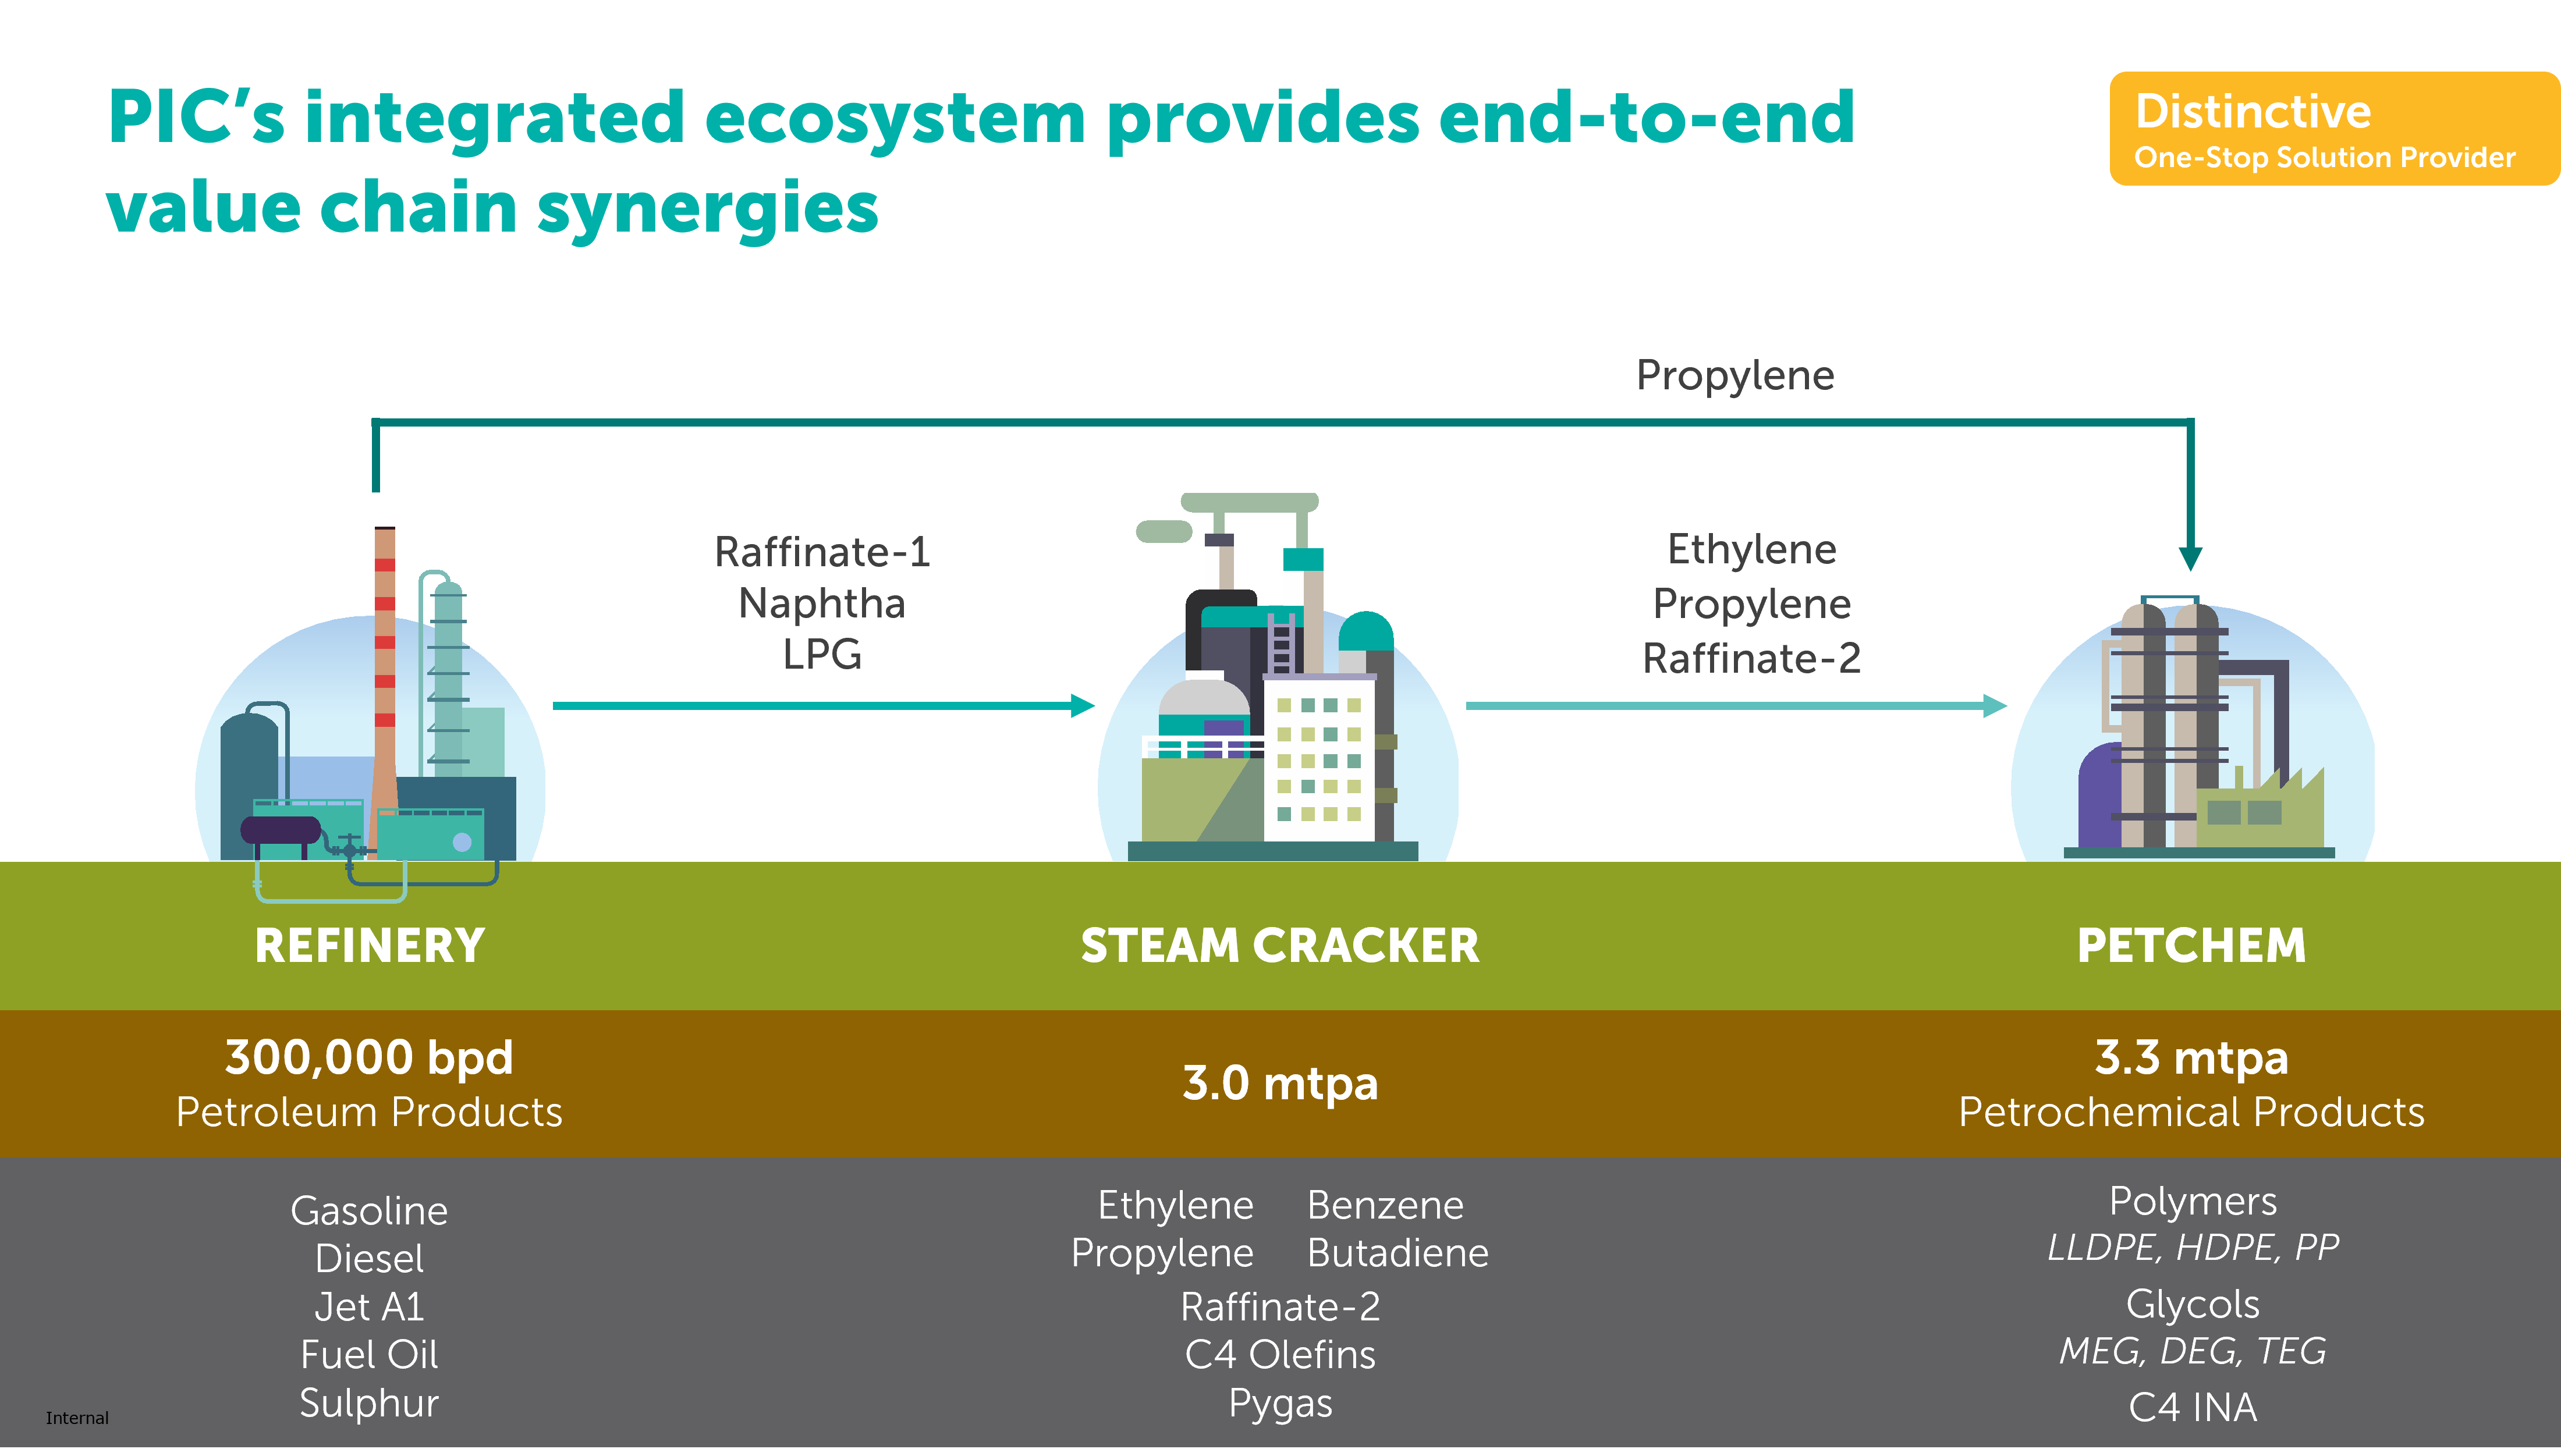 PIC’s integrated ecosystem provides end-to-end
value chain synergies
Distinctive
One-Stop Solution Provider
Propylene
Raffinate-1
Naphtha
LPG
Ethylene
Propylene
Raffinate-2
REFINERY
STEAM CRACKER
PETCHEM
300,000 bpd
Petroleum Products
3.0 mtpa
3.3 mtpa
Petrochemical Products
Gasoline
Diesel
Jet A1
Fuel Oil
Sulphur
Ethylene Benzene
Propylene Butadiene
Raffinate-2
C4 Olefins
Pygas
Polymers
LLDPE, HDPE, PP
Glycols
MEG, DEG, TEG
C4 INA
Internal